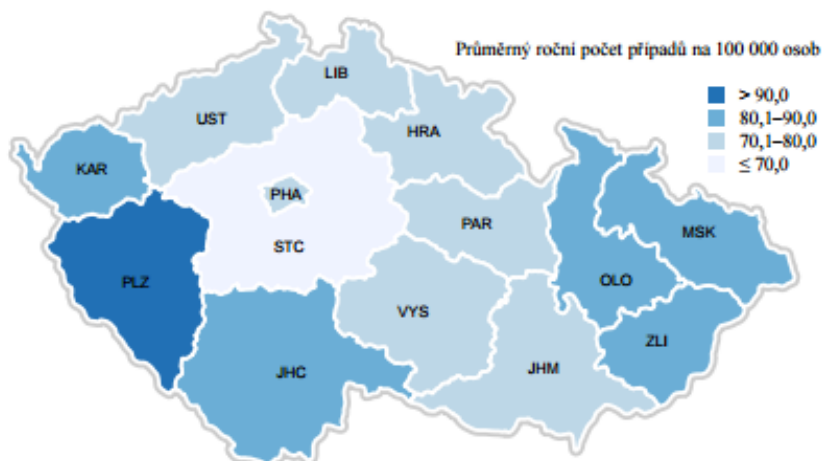 Průměrný roční počet případů na 100 000 osob
> 90,0
80,1–90,0
70,1–80,0
≤ 70,0
LIB
UST
HRA
KAR
PHA
PAR
STC
MSK
PLZ
OLO
VYS
ZLI
JHC
JHM